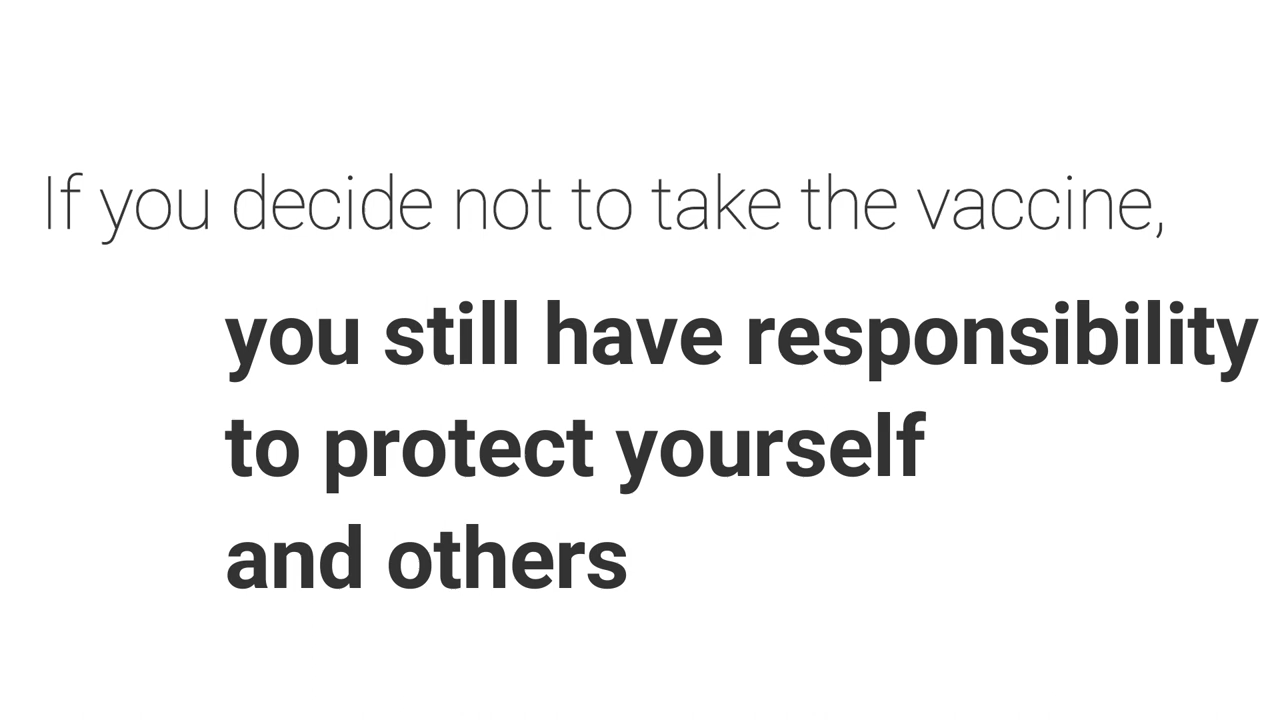 If you decide not to take the vaccine,
you still have responsibility
to protect yourself
and others